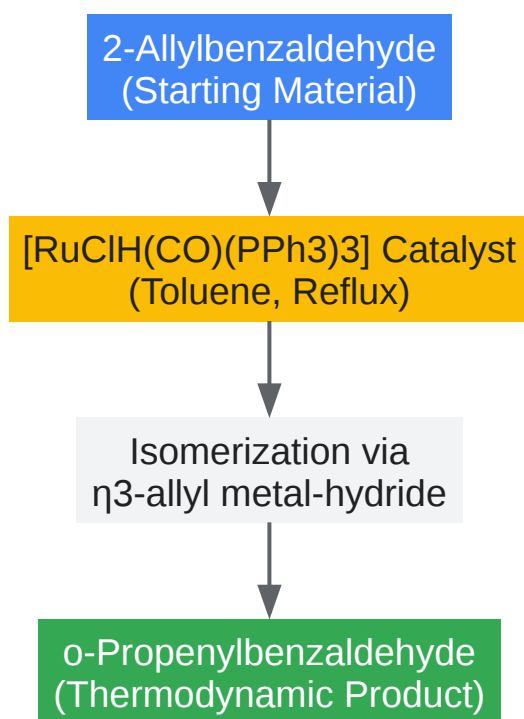 2-Allylbenzaldehyde
(Starting Material)
[RuClH(CO)(PPh3)3] Catalyst
(Toluene, Reflux)
Isomerization via
η3-allyl metal-hydride
o-Propenylbenzaldehyde
(Thermodynamic Product)